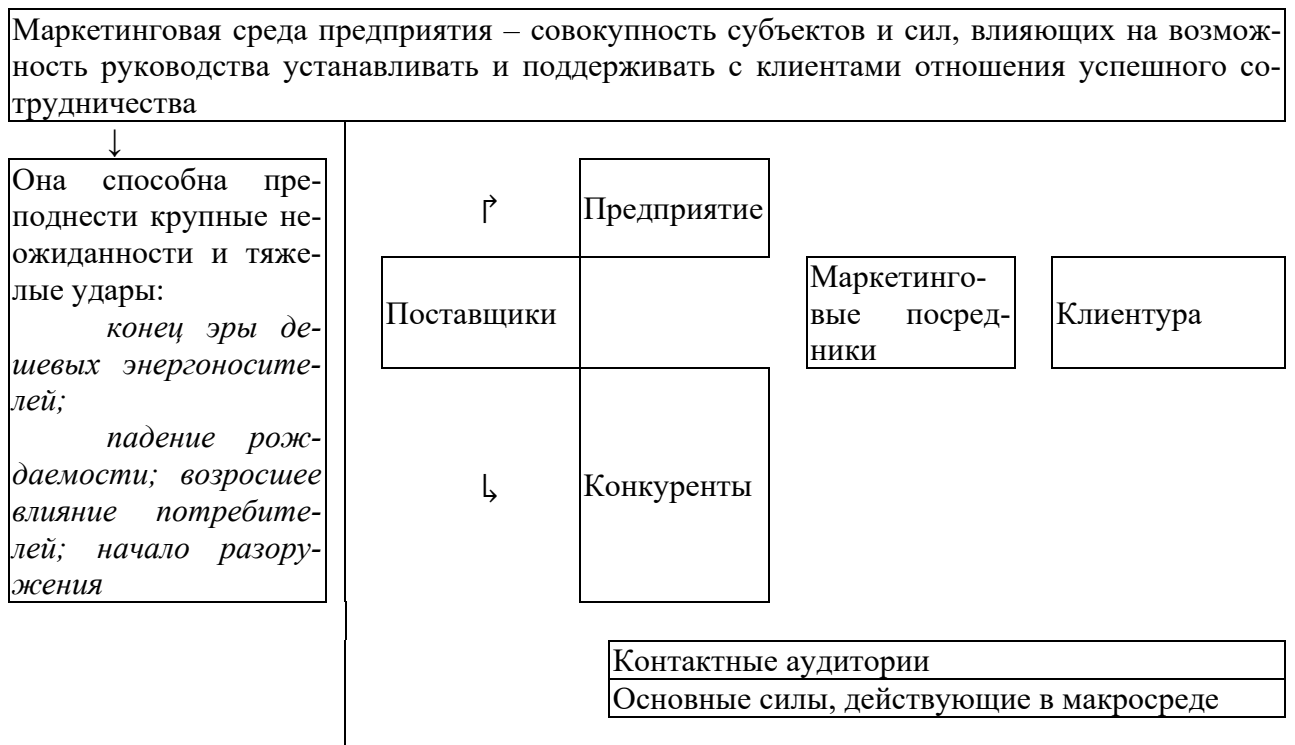 Маркетинговая среда предприятия – совокупность субъектов и сил, влияющих на возмож-
ность руководства устанавливать и поддерживать с клиентами отношения успешного со-
трудничества
↓
Она способна пре-
поднести крупные не-
ожиданности и тяже-
лые удары:
конец эры де-
шевых энергоносите-
лей;
падение рож-
даемости; возросшее
влияние потребите-
лей; начало разору-
жения
↱
Предприятие
Поставщики
Маркетинго-
вые посред-
ники
Клиентура
↳
Конкуренты
Контактные аудитории
Основные силы, действующие в макросреде